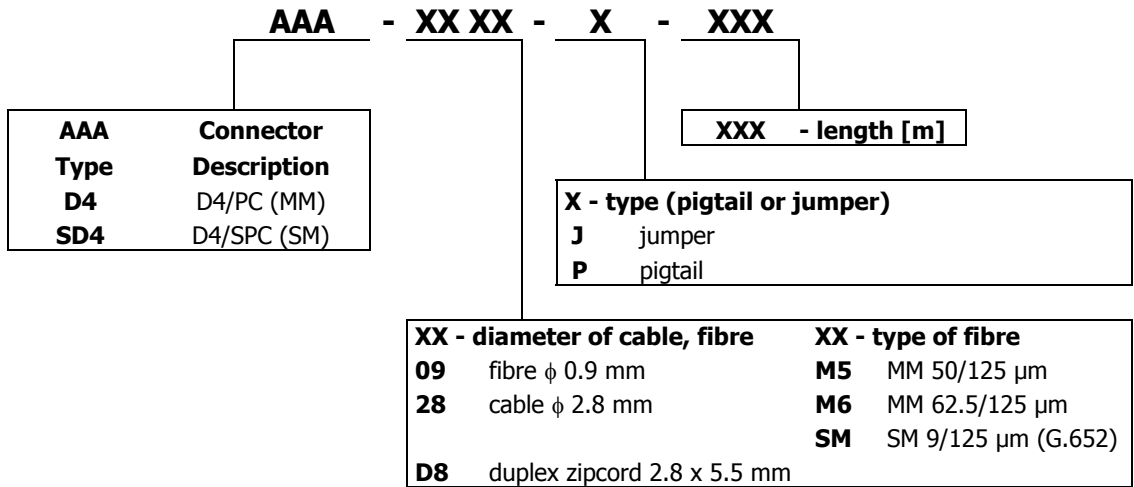 AAA - XX XX - X - XXX
AAA Connector
Type Description
D4 D4/PC (MM)
SD4 D4/SPC (SM)
XXX - length [m]
X - type (pigtail or jumper)
J jumper
P pigtail
XX - diameter of cable, fibre XX - type of fibre
09 fibre ϕ 0.9 mm M5 MM 50/125 µm
28 cable ϕ 2.8 mm M6 MM 62.5/125 µm
SM SM 9/125 µm (G.652)
D8 duplex zipcord 2.8 x 5.5 mm